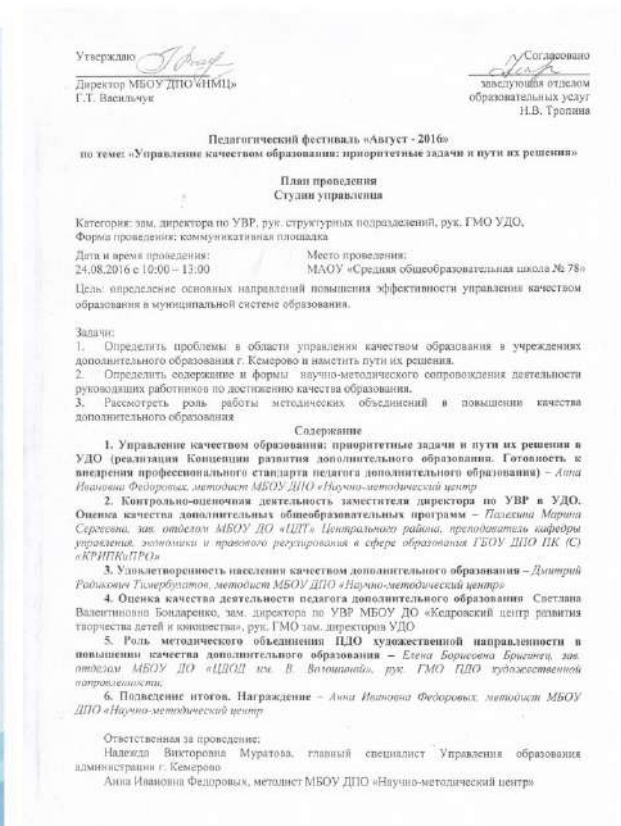 Утверждаю
Согласовано
Директор МБОУ ДПО «НМЦ»
заведующая отделом
Г.Т. Васильчук
образовательных услуг
Н.В. Тропина
Педагогический фестиваль «Август - 2016»
по теме: «Управление качеством образования: приоритетные задачи и пути их решения»
План проведения
Студии управленца
Категория: зам. директора по УВР, рук. структурных подразделений, рук. ГМО УДО,
Форма проведения: коммуникативная площадка
Дата и время проведения:
Место проведения:
24.08.2016 с 10:00 – 13:00
МАОУ «Средняя общеобразовательная школа № 78»
Цель: определение основных направлений повышения эффективности управления качеством
образования в муниципальной системе образования.
Задачи:
1. Определить проблемы в области управления качеством образования в учреждениях
дополнительного образования г. Кемерово и наметить пути их решения.
2. Определить содержание и формы научно-методического сопровождения деятельности
руководящих работников по достижению качества образования.
3. Рассмотреть роль работы методических объединений в повышении качества
дополнительного образования
Содержание
1. Управление качеством образования: приоритетные задачи и пути их решения в
УДО (реализация Концепции развития дополнительного образования. Готовность к
внедрения профессионального стандарта педагога дополнительного образования) – Анна
Ивановна Федоровых, методист МБОУ ДПО «Научно-методический центр
2. Контрольно-оценочная деятельность заместителя директора по УВР в УДО.
Оценка качества дополнительных общеобразовательных программ – Палехина Марина
Сергеевна, зав. отделом МБОУ ДО «ЦДТ» Центрального района, преподаватель кафедры
управления, экономики и правового регулирования в сфере образования ГБОУ ДПО ПК (С)
«КРИПКиПРО»
3. Удовлетворенность населения качеством дополнительного образования – Дмитрий
Радикович Тимербулатов, методист МБОУ ДПО «Научно-методический центр»
4. Оценка качества деятельности педагога дополнительного образования Светлана
Валентиновна Бондаренко, зам. директора по УВР МБОУ ДО «Кедровский центр развития
творчества детей и юношества», рук. ГМО зам. директоров УДО
5. Роль методического объединения ПДО художественной направленности в
повышении качества дополнительного образования – Елена Борисовна Бригинец, зав.
отделом МБОУ ДО «ЦДОД им. В. Волошиной», рук. ГМО ПДО художественной
направленности;
6. Подведение итогов. Награждение – Анна Ивановна Федоровых, методист МБОУ
ДПО «Научно-методический центр
Ответственная за проведение:
Надежда Викторовна Муратова, главный специалист Управления образования
администрации г. Кемерово
Анна Ивановна Федоровых, методист МБОУ ДПО «Научно-методический центр»